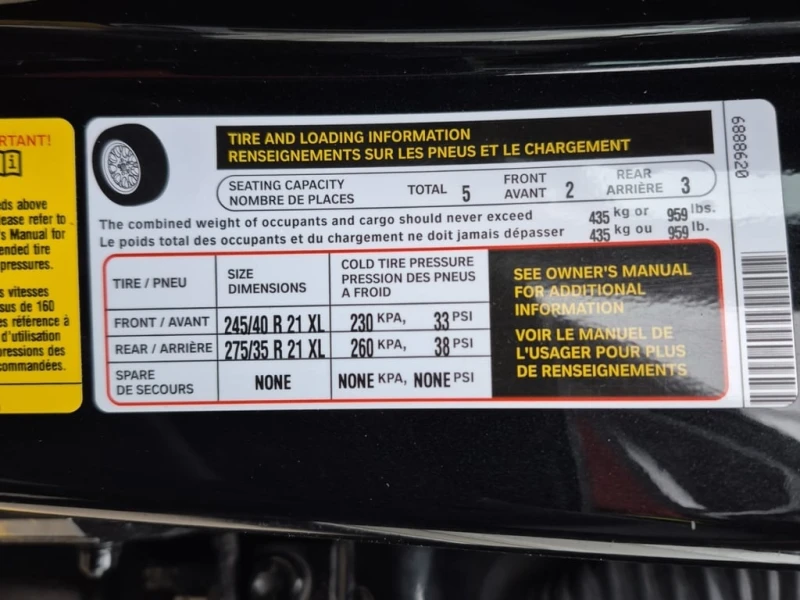 RTANT!
eds above
lease refer to
's Manual for
ended tire
pressures.
s vitesses
sus de 160
es référence à
d'utilisation
pressions des
commandées.
TIRE AND LOADING INFORMATION
RENSEIGNEMENTS SUR LES PNEUS ET LE CHARGEMENT
SEATING CAPACITY
NOMBRE DE PLACES
TOTAL 5
FRONT
AVANT 2
REAR
ARRIÈRE 3
The combined weight of occupants and cargo should never exceed 435 kg or 959 lbs.
Le poids total des occupants et du chargement ne doit jamais dépasser 435 kg ou 959 lb.
TIRE / PNEU
SIZE
DIMENSIONS
COLD TIRE PRESSURE
PRESSION DES PNEUS
A FROID
FRONT / AVANT 245/40 R 21 XL 230 KPA, 33 PSI
REAR / ARRIÈRE 275/35 R 21 XL 260 KPA, 38 PSI
SPARE
DE SECOURS
NONE NONE KPA, NONE PSI
SEE OWNER'S MANUAL
FOR ADDITIONAL
INFORMATION
VOIR LE MANUEL DE
L'USAGER POUR PLUS
DE RENSEIGNEMENTS
6888620